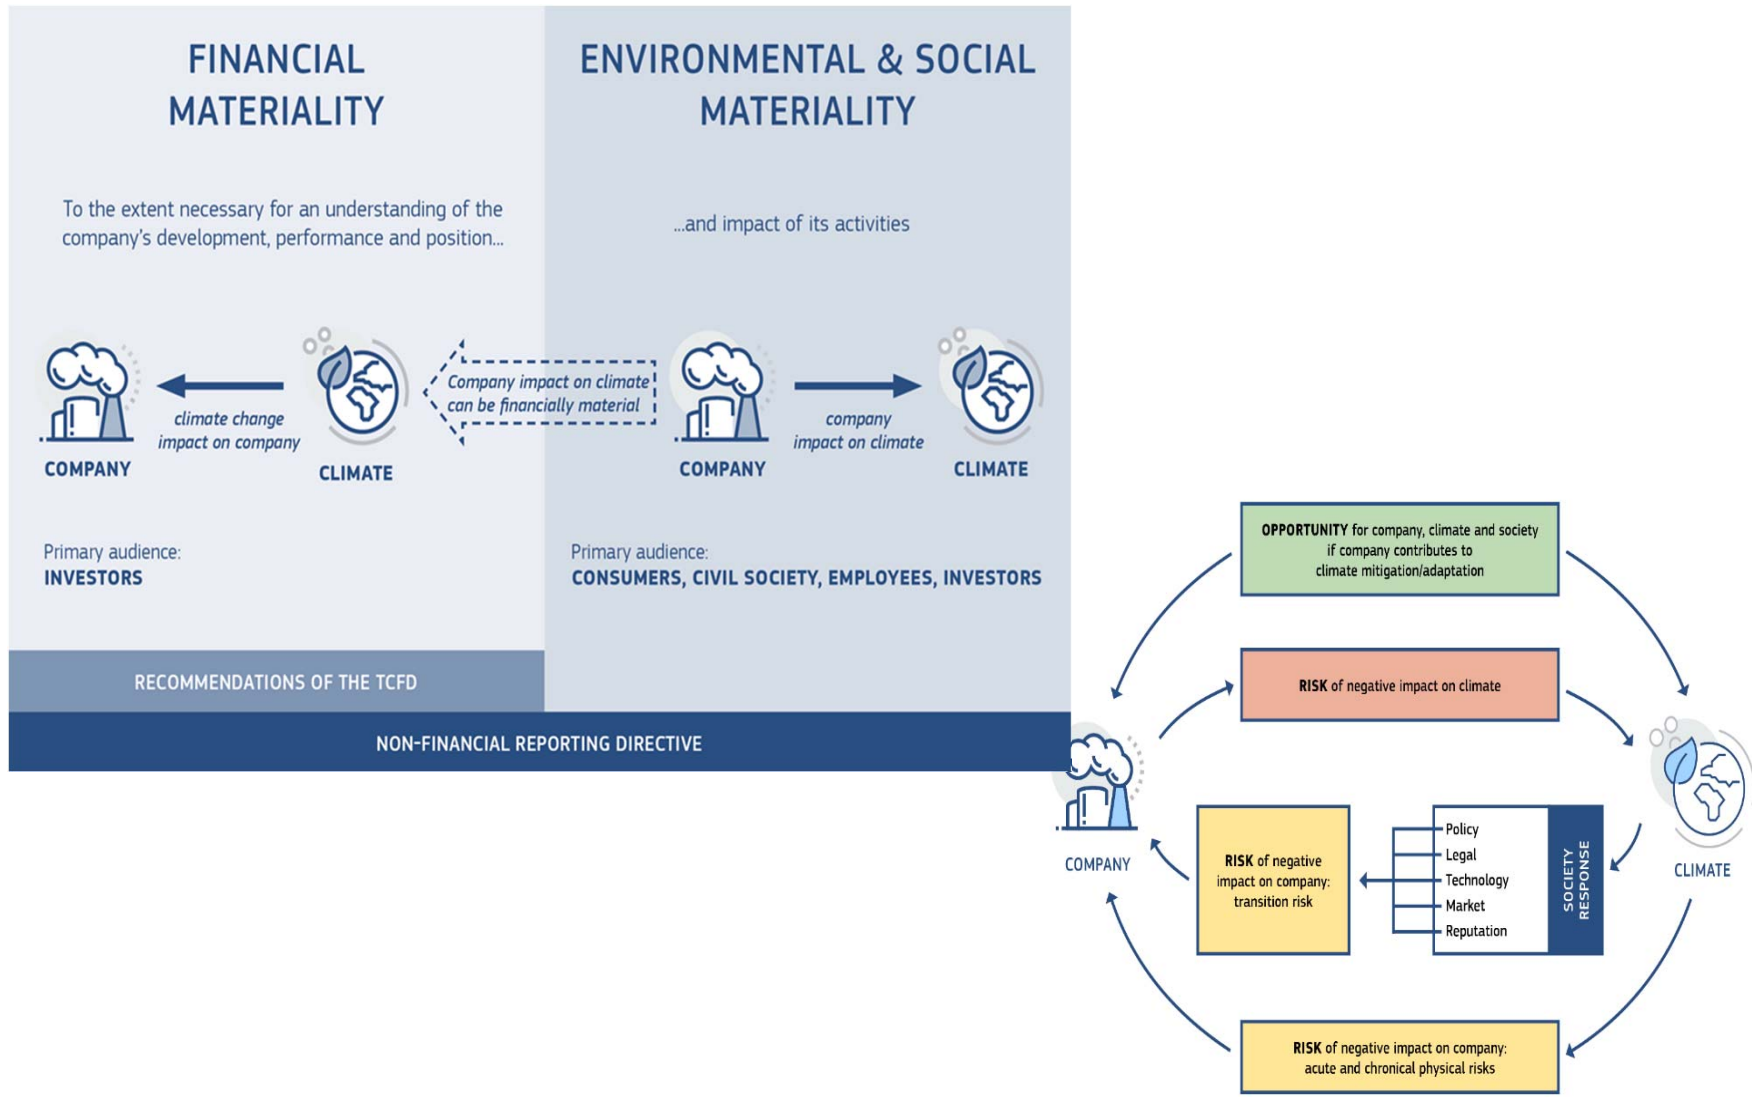 FINANCIAL
MATERIALITY
To the extent necessary for an understanding of the
company's development, performance and position...
climate change
impact on company
COMPANY
CLIMATE
Primary audience:
INVESTORS
RECOMMENDATIONS OF THE TCFD
ENVIRONMENTAL & SOCIAL
MATERIALITY
...and impact of its activities
Company impact on climate
can be financially material
company
impact on climate
COMPANY
CLIMATE
Primary audience:
CONSUMERS, CIVIL SOCIETY, EMPLOYEES, INVESTORS
NON-FINANCIAL REPORTING DIRECTIVE
OPPORTUNITY for company, climate and society
if company contributes to
climate mitigation/adaptation
RISK of negative impact on climate
COMPANY
RISK of negative
impact on company:
transition risk
Policy
Legal
Technology
Market
Reputation
SOCIETY
RESPONSE
CLIMATE
RISK of negative impact on company:
acute and chronical physical risks